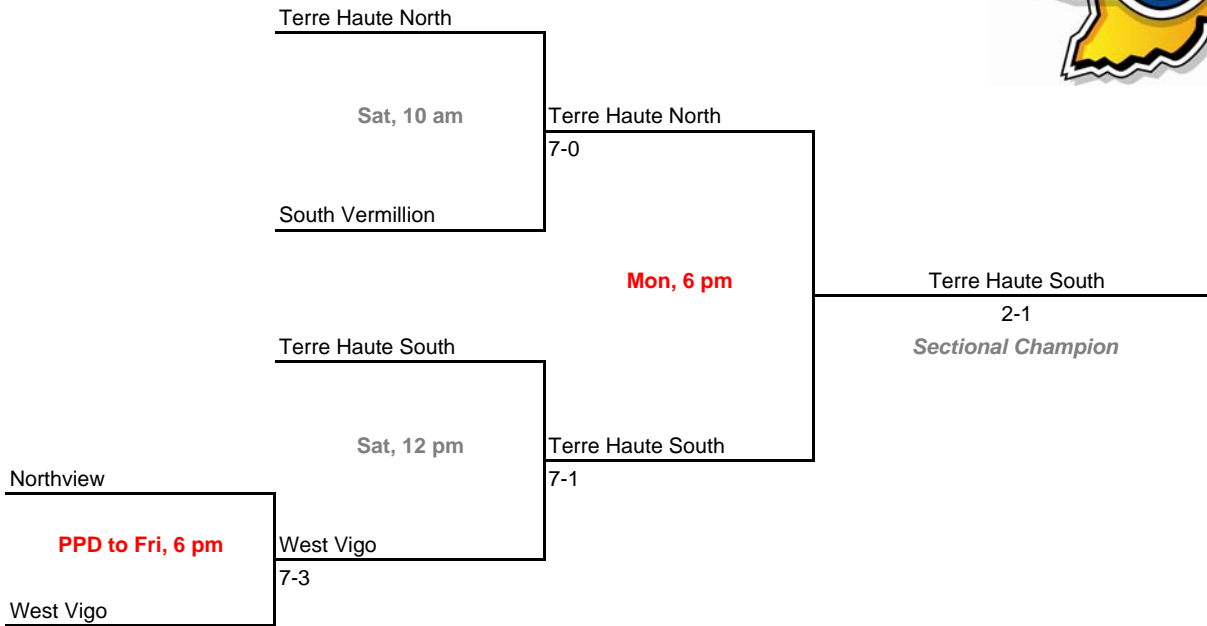 Terre Haute North
Sat, 10 am
Terre Haute North
7-0
South Vermillion
Mon, 6 pm
Terre Haute South
2-1
Sectional Champion
Terre Haute South
Sat, 12 pm
Terre Haute South
7-1
Northview
PPD to Fri, 6 pm
West Vigo
7-3
West Vigo